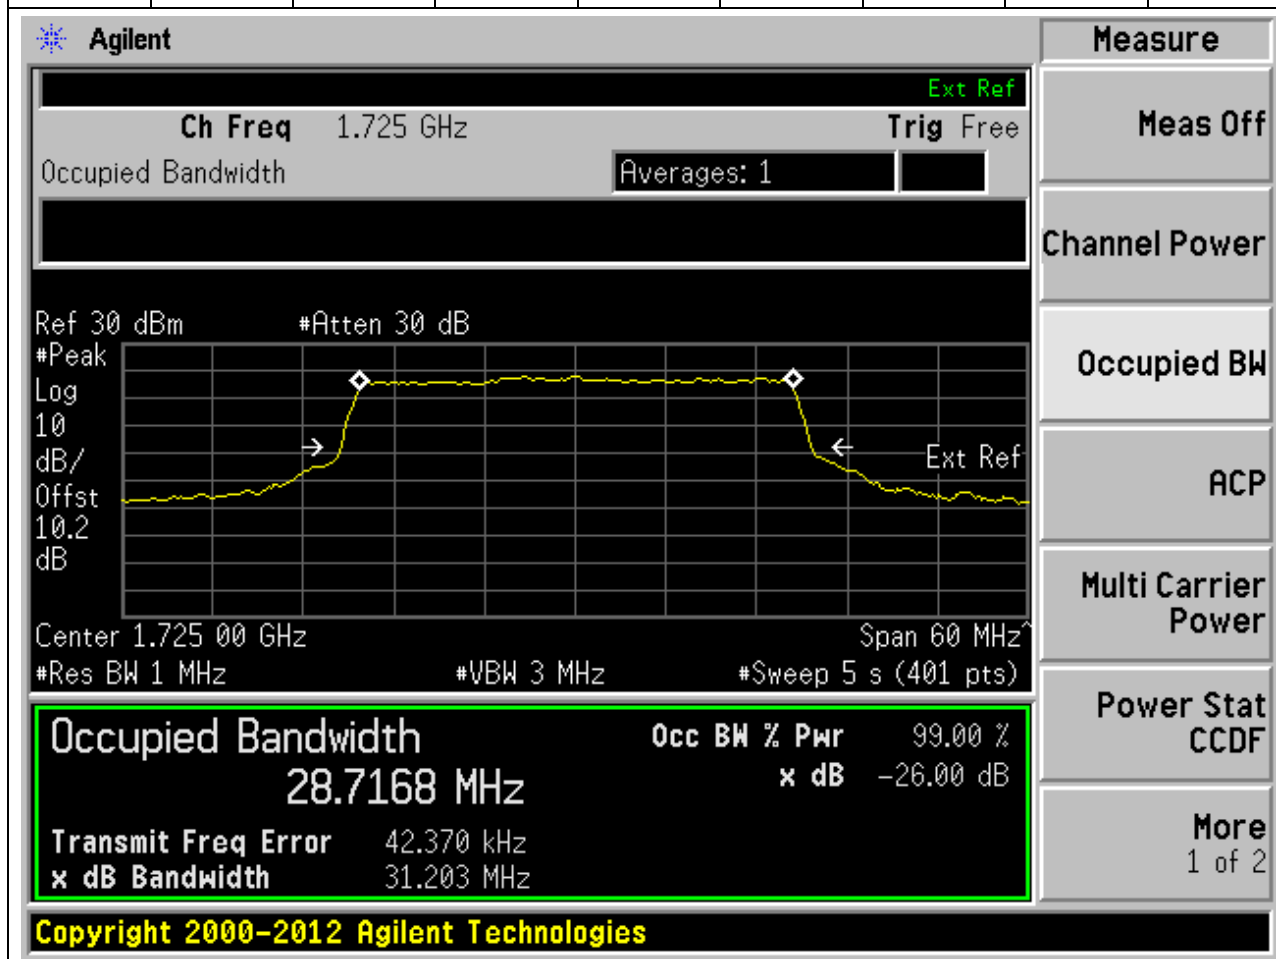 Agilent
Measure
Ext Ref
Ch Freq 1.725 GHz Trig Free
Occupied Bandwidth Averages: 1
Ref 30 dBm #Atten 30 dB
#Peak
Log
10
dB/
Offst
10.2
dB
Ext Ref
Center 1.725 00 GHz Span 60 MHz^
#Res BW 1 MHz #VBW 3 MHz #Sweep 5 s (401 pts)
Occupied Bandwidth Occ BW % Pwr 99.00 %
28.7168 MHz x dB -26.00 dB
Transmit Freq Error 42.370 kHz
x dB Bandwidth 31.203 MHz
Copyright 2000-2012 Agilent Technologies
Meas Off
Channel Power
Occupied BW
ACP
Multi Carrier
Power
Power Stat
CCDF
More
1 of 2